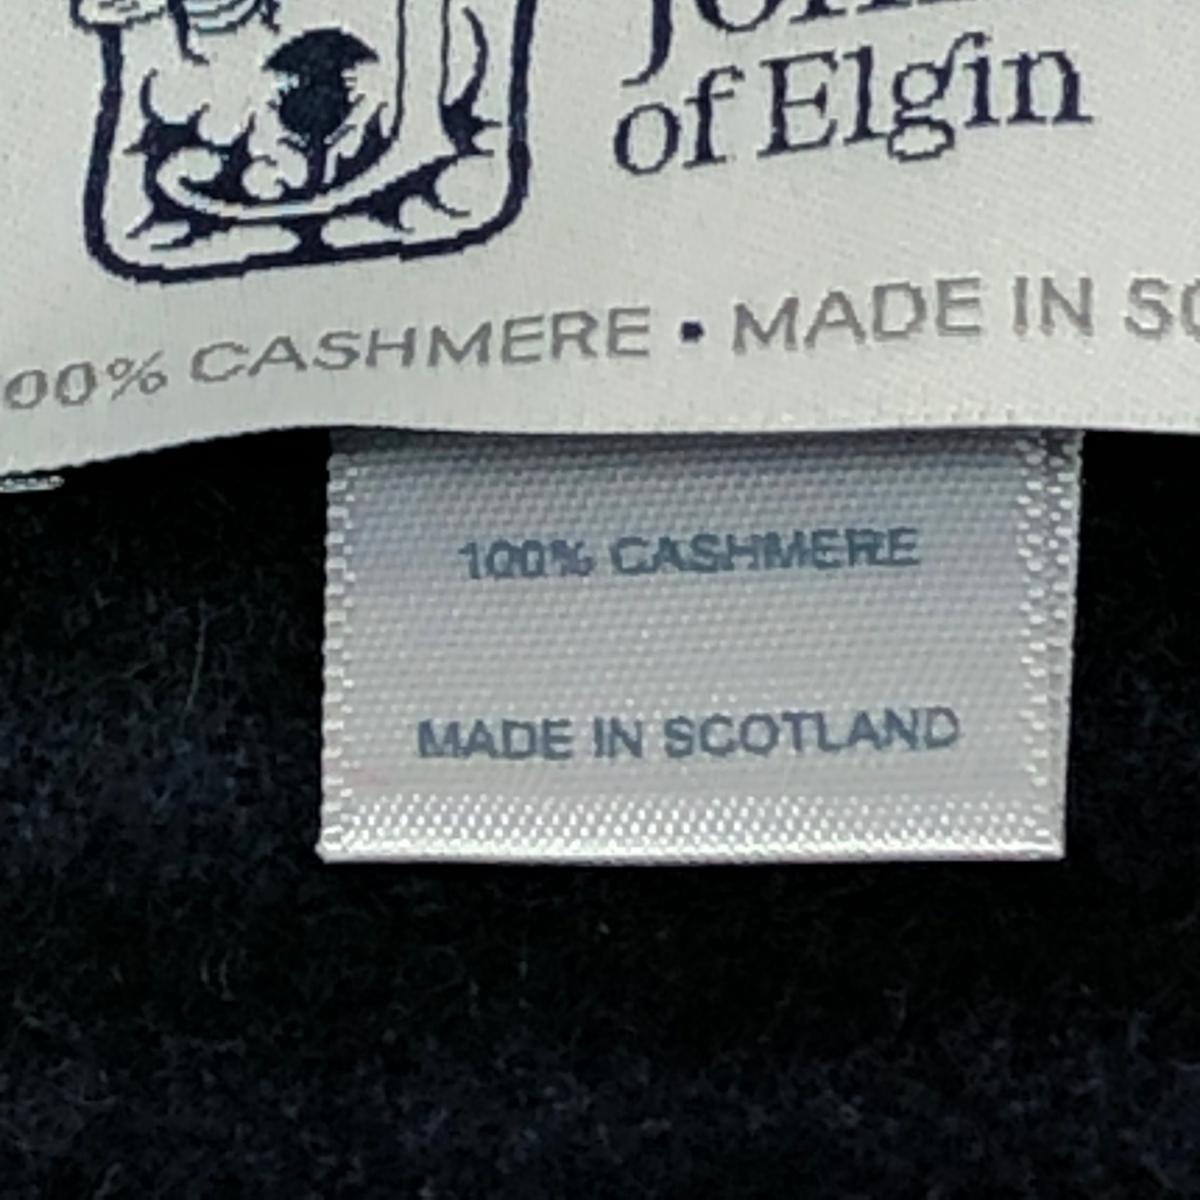 of Elgin
00% CASHMERE • MADE IN SC
100% CASHMERE
MADE IN SCOTLAND